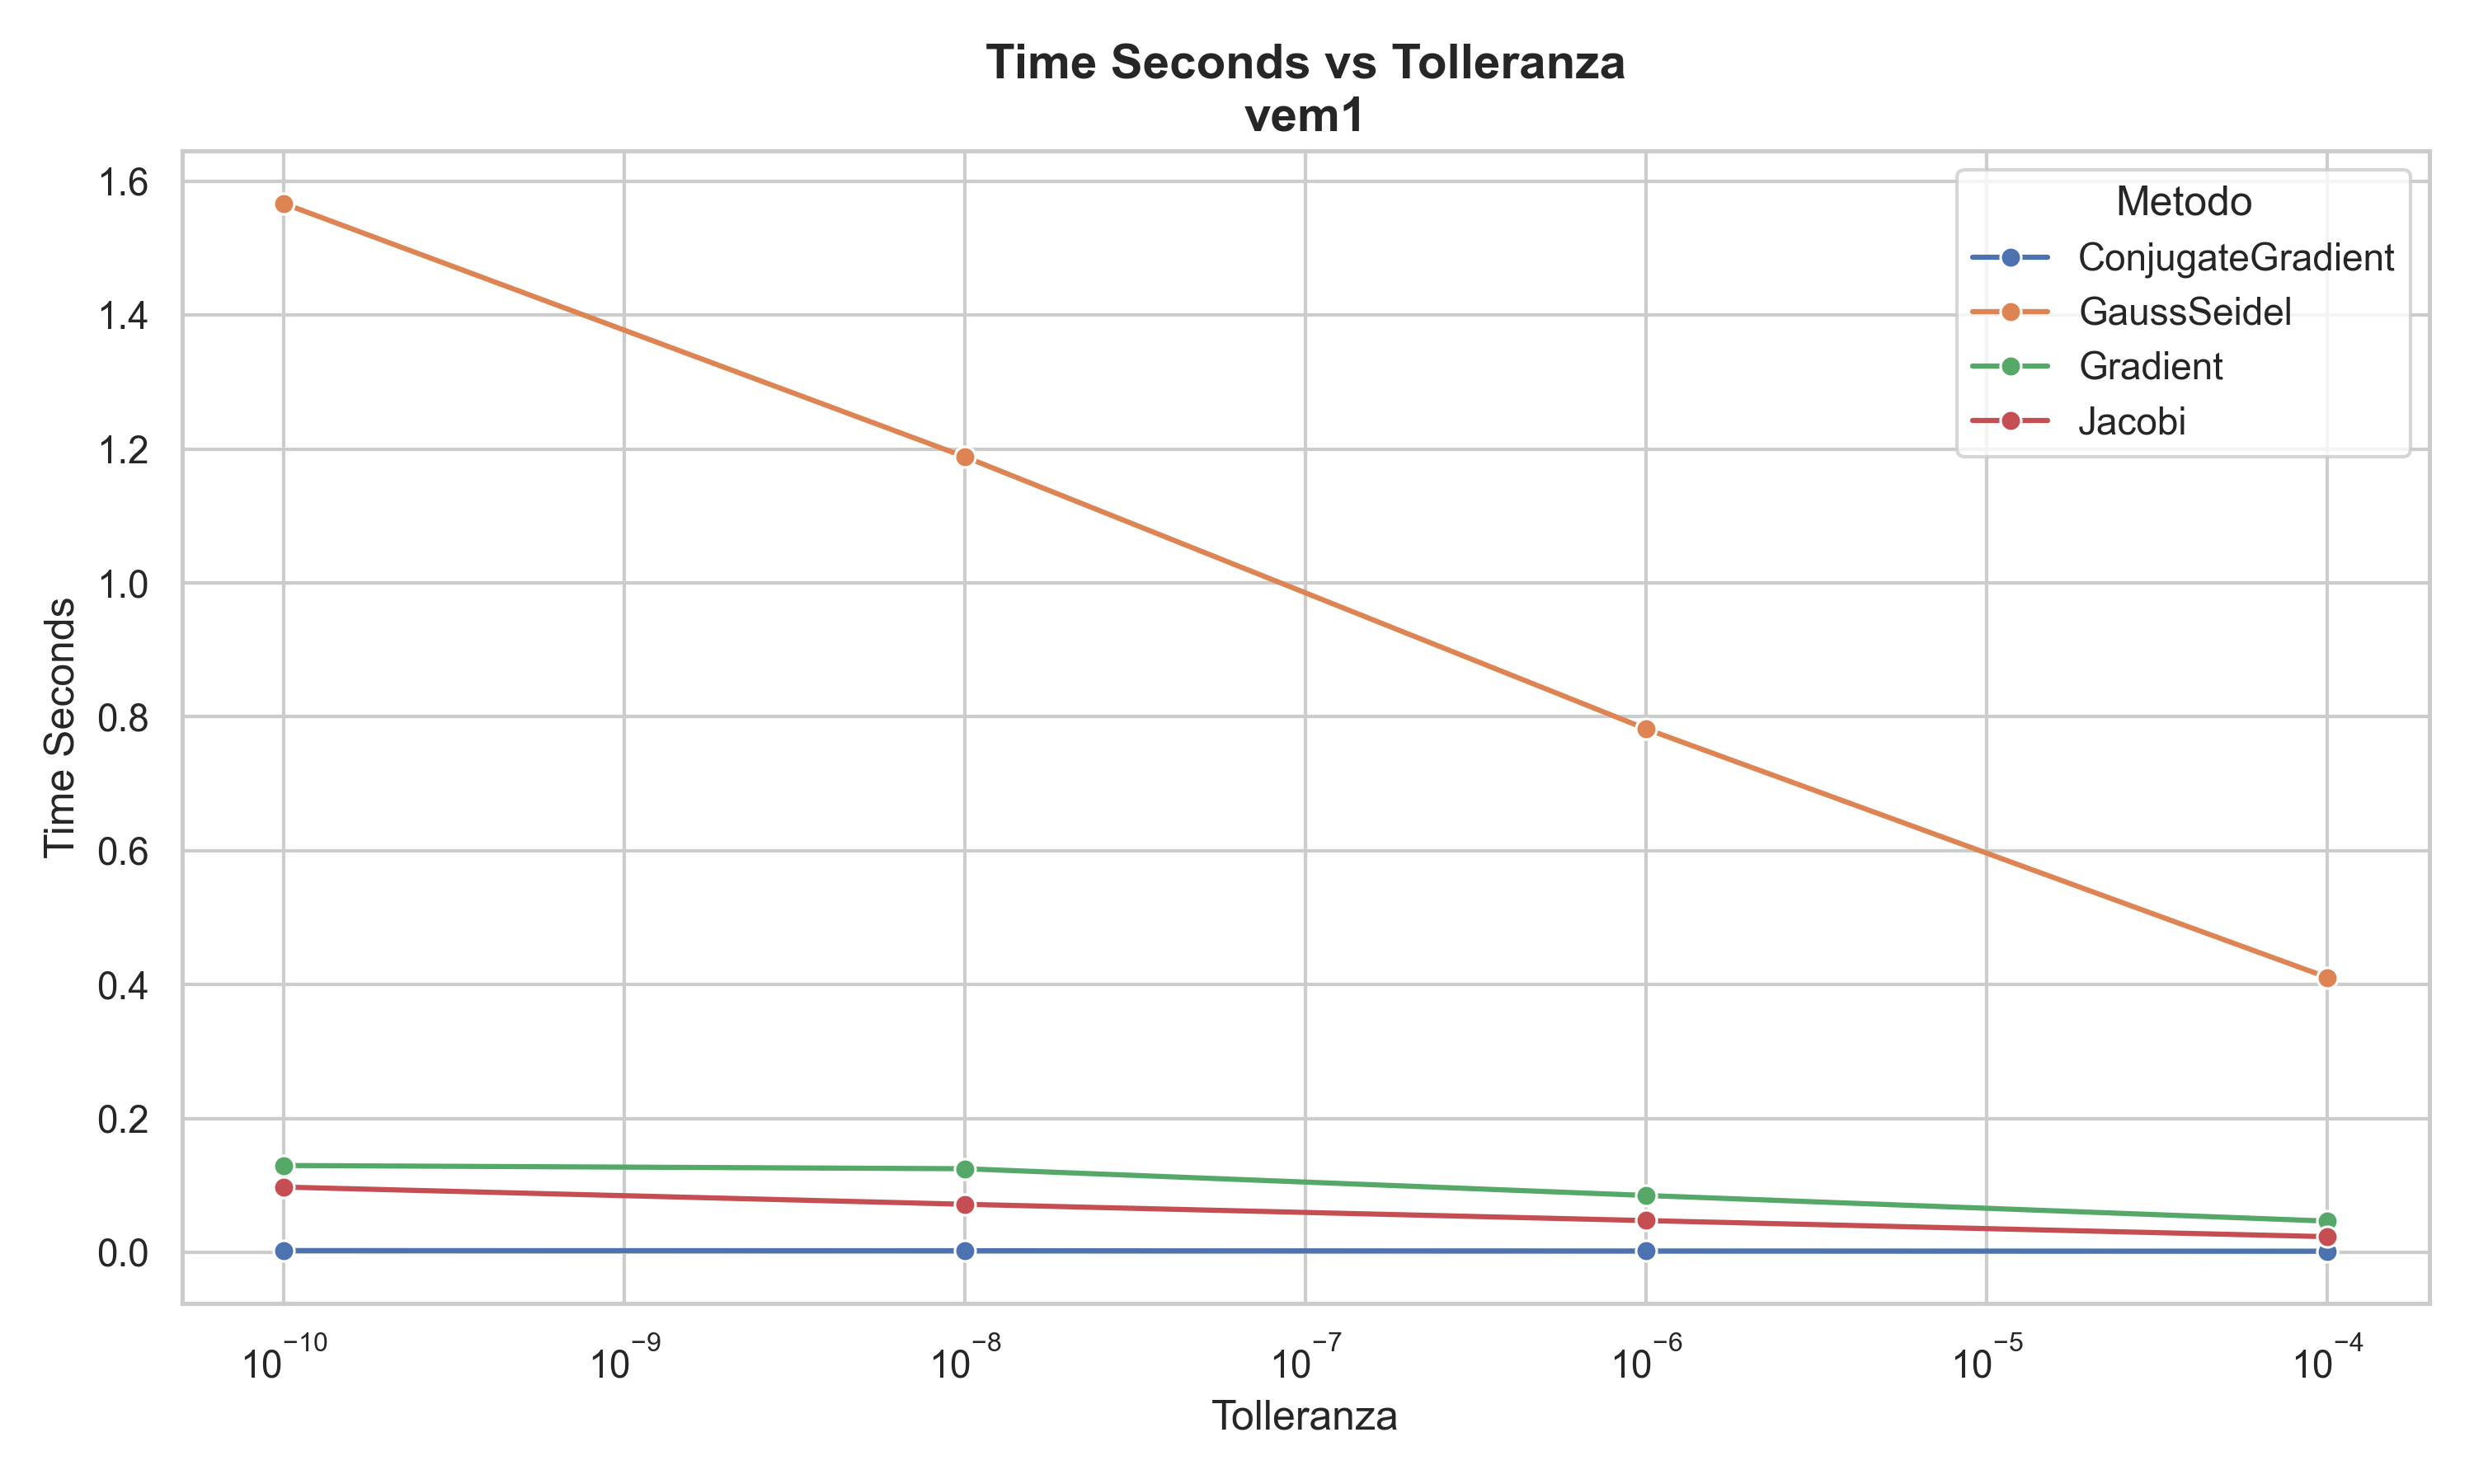 Time Seconds vs Tolleranza
vem1
Metodo
ConjugateGradient
GaussSeidel
Gradient
Jacobi
Time Seconds
1.6
1.4
1.2
1.0
0.8
0.6
0.4
0.2
0.0
10⁻¹⁰ 10⁻⁹ 10⁻⁸ 10⁻⁷ 10⁻⁶ 10⁻⁵ 10⁻⁴
Tolleranza